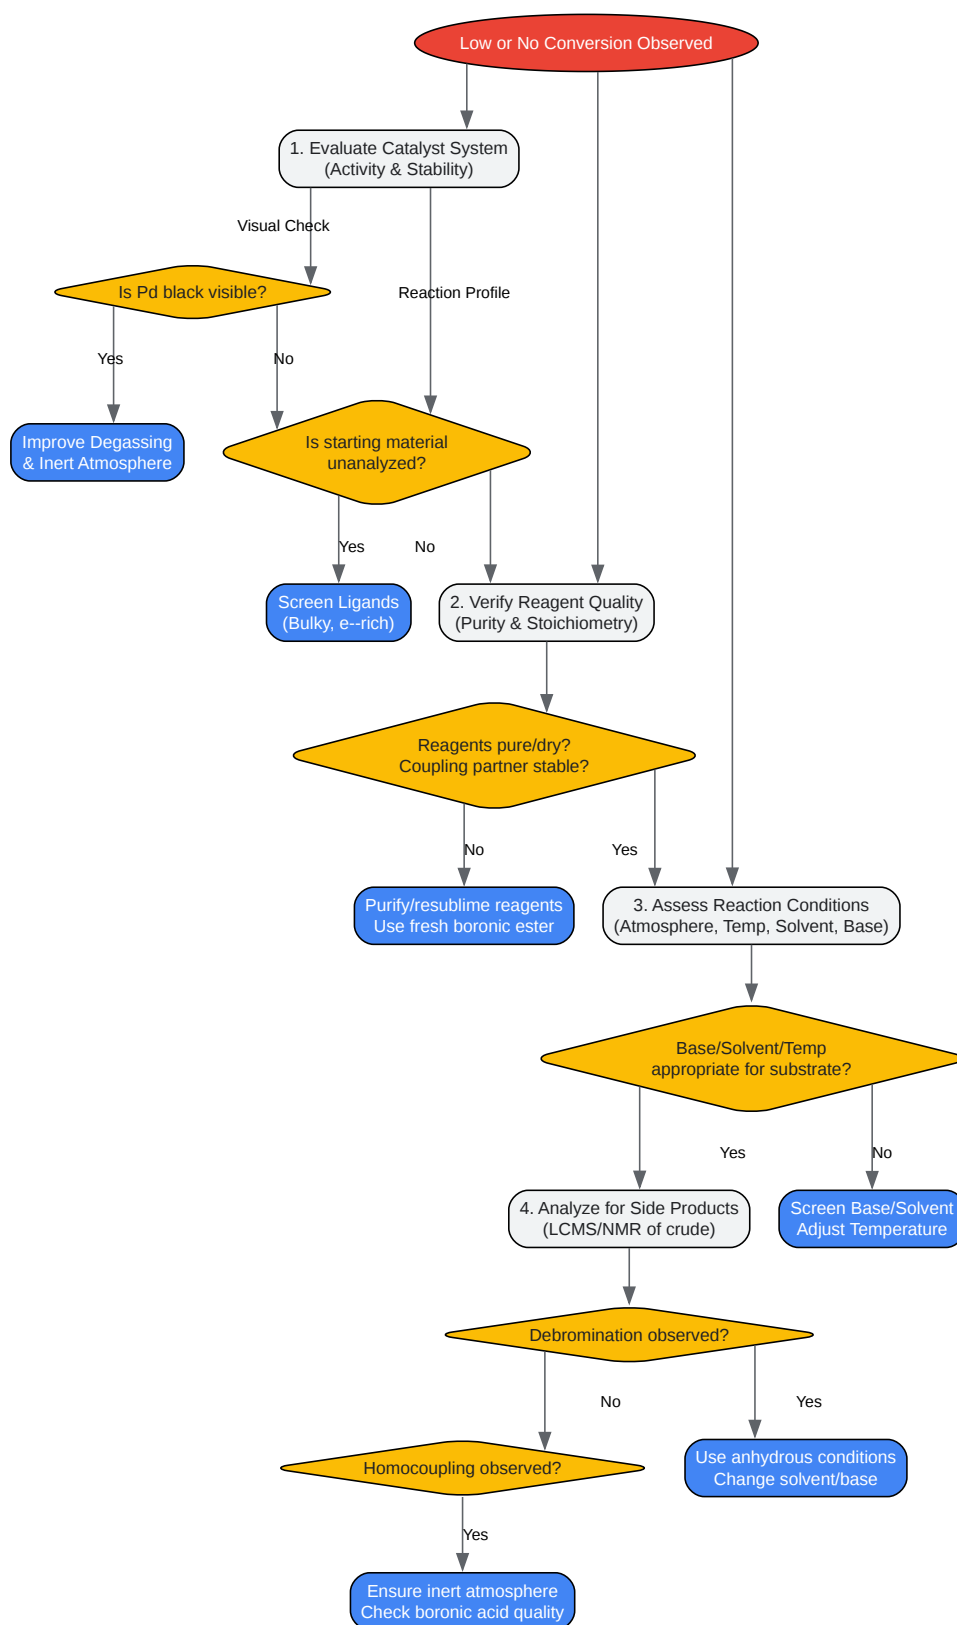 Low or No Conversion Observed
1. Evaluate Catalyst System
(Activity & Stability)
Visual Check
Is Pd black visible?
Reaction Profile
Yes
No
Improve Degassing
& Inert Atmosphere
Is starting material
unanalyzed?
Yes
No
Screen Ligands
(Bulky, e--rich)
2. Verify Reagent Quality
(Purity & Stoichiometry)
Reagents pure/dry?
Coupling partner stable?
No
Yes
Purify/resublime reagents
Use fresh boronic ester
3. Assess Reaction Conditions
(Atmosphere, Temp, Solvent, Base)
Base/Solvent/Temp
appropriate for substrate?
Yes
No
4. Analyze for Side Products
(LCMS/NMR of crude)
Screen Base/Solvent
Adjust Temperature
Debromination observed?
No
Yes
Homocoupling observed?
Use anhydrous conditions
Change solvent/base
Yes
Ensure inert atmosphere
Check boronic acid quality